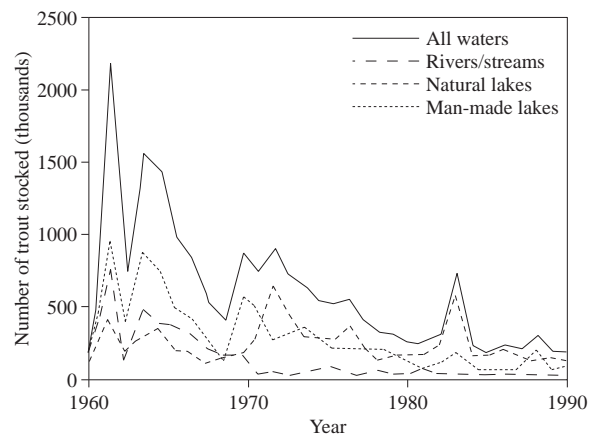 Number of trout stocked (thousands)
2500
2000
1500
1000
500
0
All waters
Rivers/streams
Natural lakes
Man-made lakes
1960
1970
1980
1990
Year